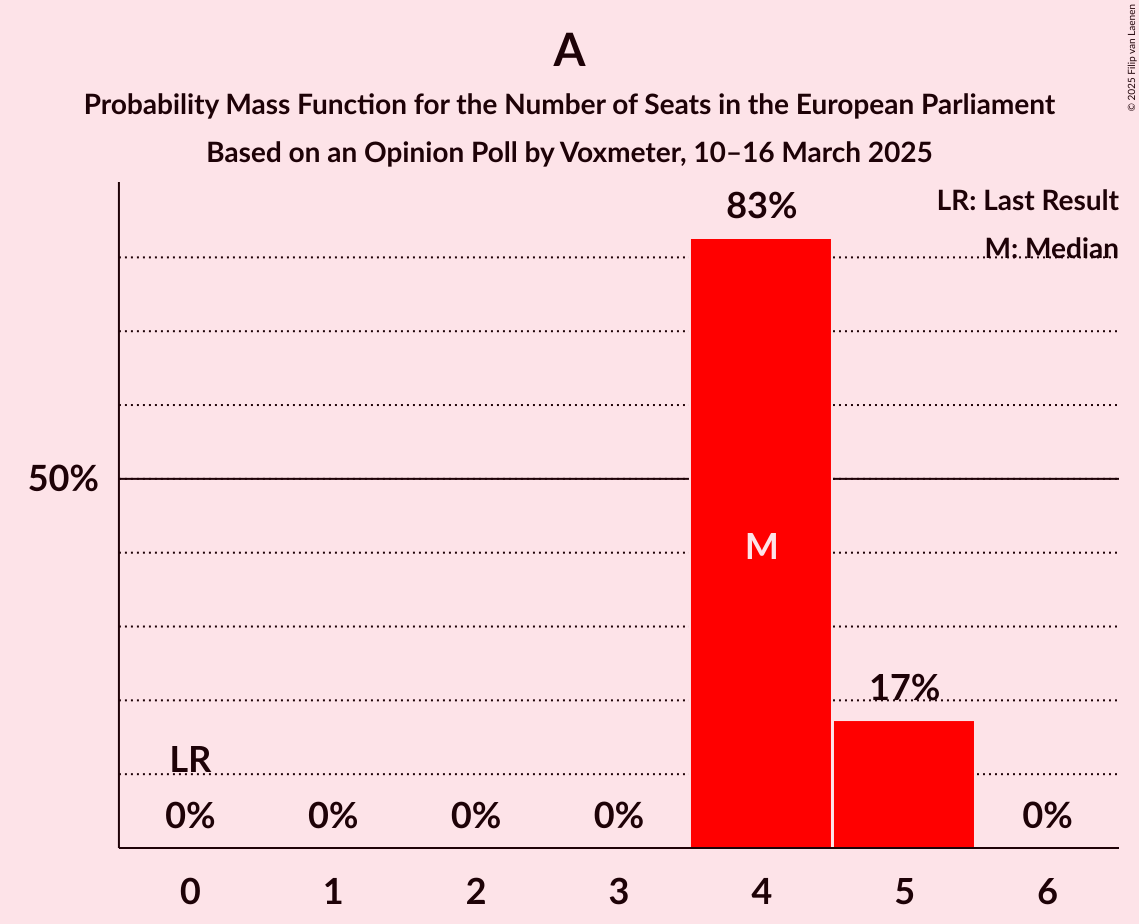 A
Probability Mass Function for the Number of Seats in the European Parliament
Based on an Opinion Poll by Voxmeter, 10–16 March 2025
© 2025 Filip van Laenen
LR: Last Result
M: Median
83%
50%
M
17%
LR
0% 0% 0% 0% 0%
0 1 2 3 4 5 6